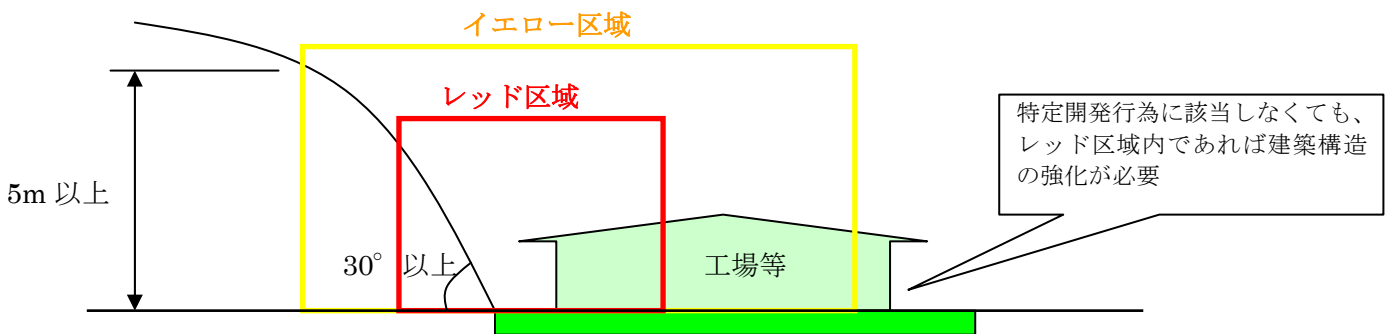 イエロー区域
レッド区域
特定開発行為に該当しなくても、
レッド区域内であれば建築構造
の強化が必要
5m 以上
30° 以上
工場等